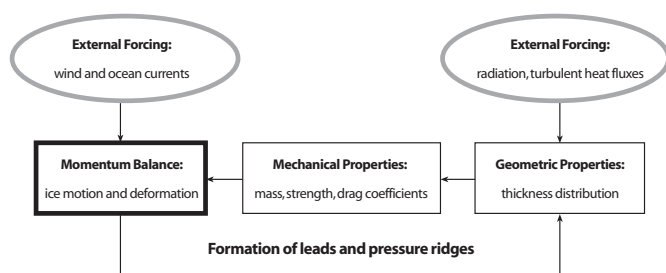 External Forcing:
wind and ocean currents
External Forcing:
radiation, turbulent heat fluxes
Momentum Balance:
ice motion and deformation
Mechanical Properties:
mass, strength, drag coefficients
Geometric Properties:
thickness distribution
Formation of leads and pressure ridges